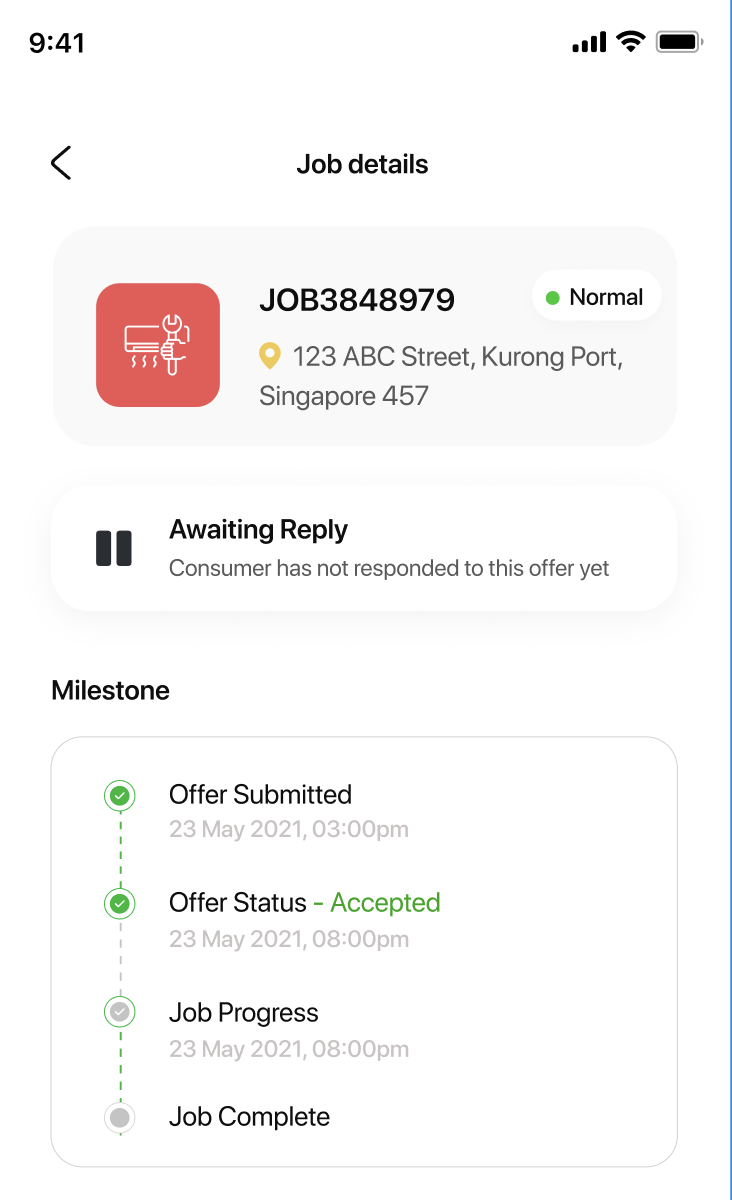 9:41
Job details
JOB3848979
Normal
123 ABC Street, Kurong Port,
Singapore 457
Awaiting Reply
Consumer has not responded to this offer yet
Milestone
Offer Submitted
23 May 2021, 03:00pm
Offer Status - Accepted
23 May 2021, 08:00pm
Job Progress
23 May 2021, 08:00pm
Job Complete